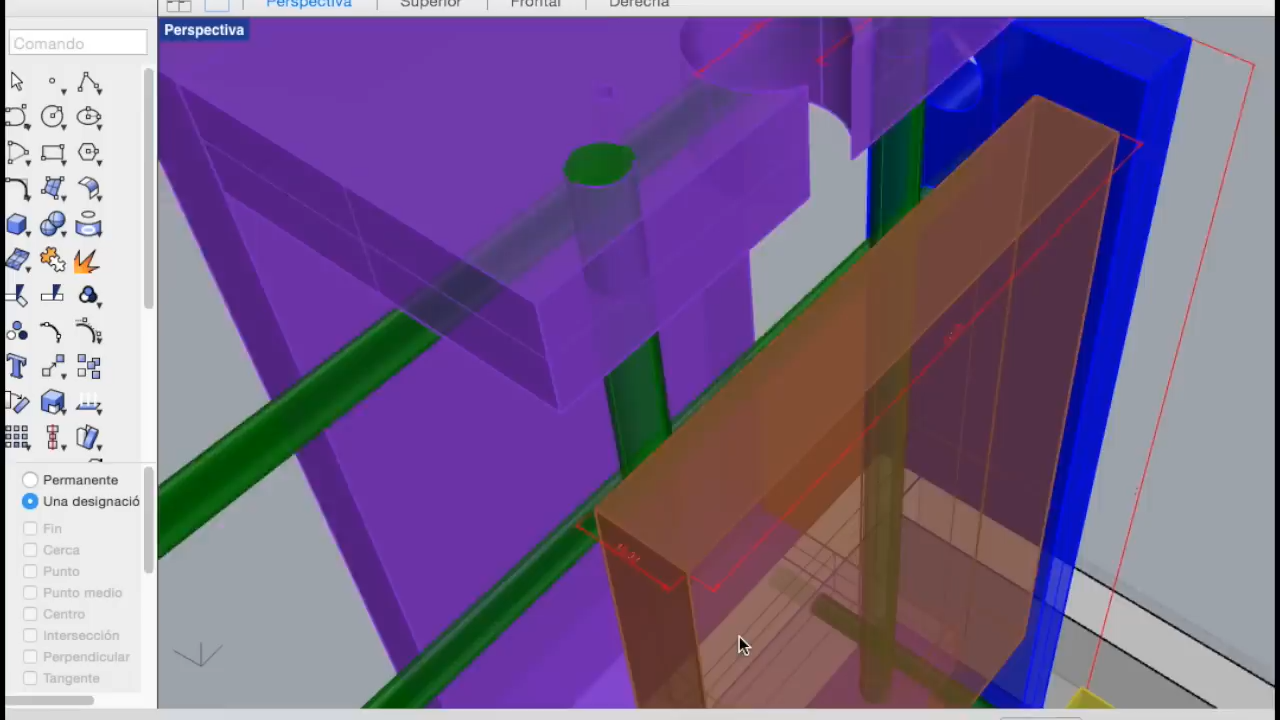 Perspectiva
Superior
Frontal
Derecha
Comando
Perspectiva
Permanente
Una designació
Fin
Cerca
Punto
Punto medio
Centro
Intersección
Perpendicular
Tangente